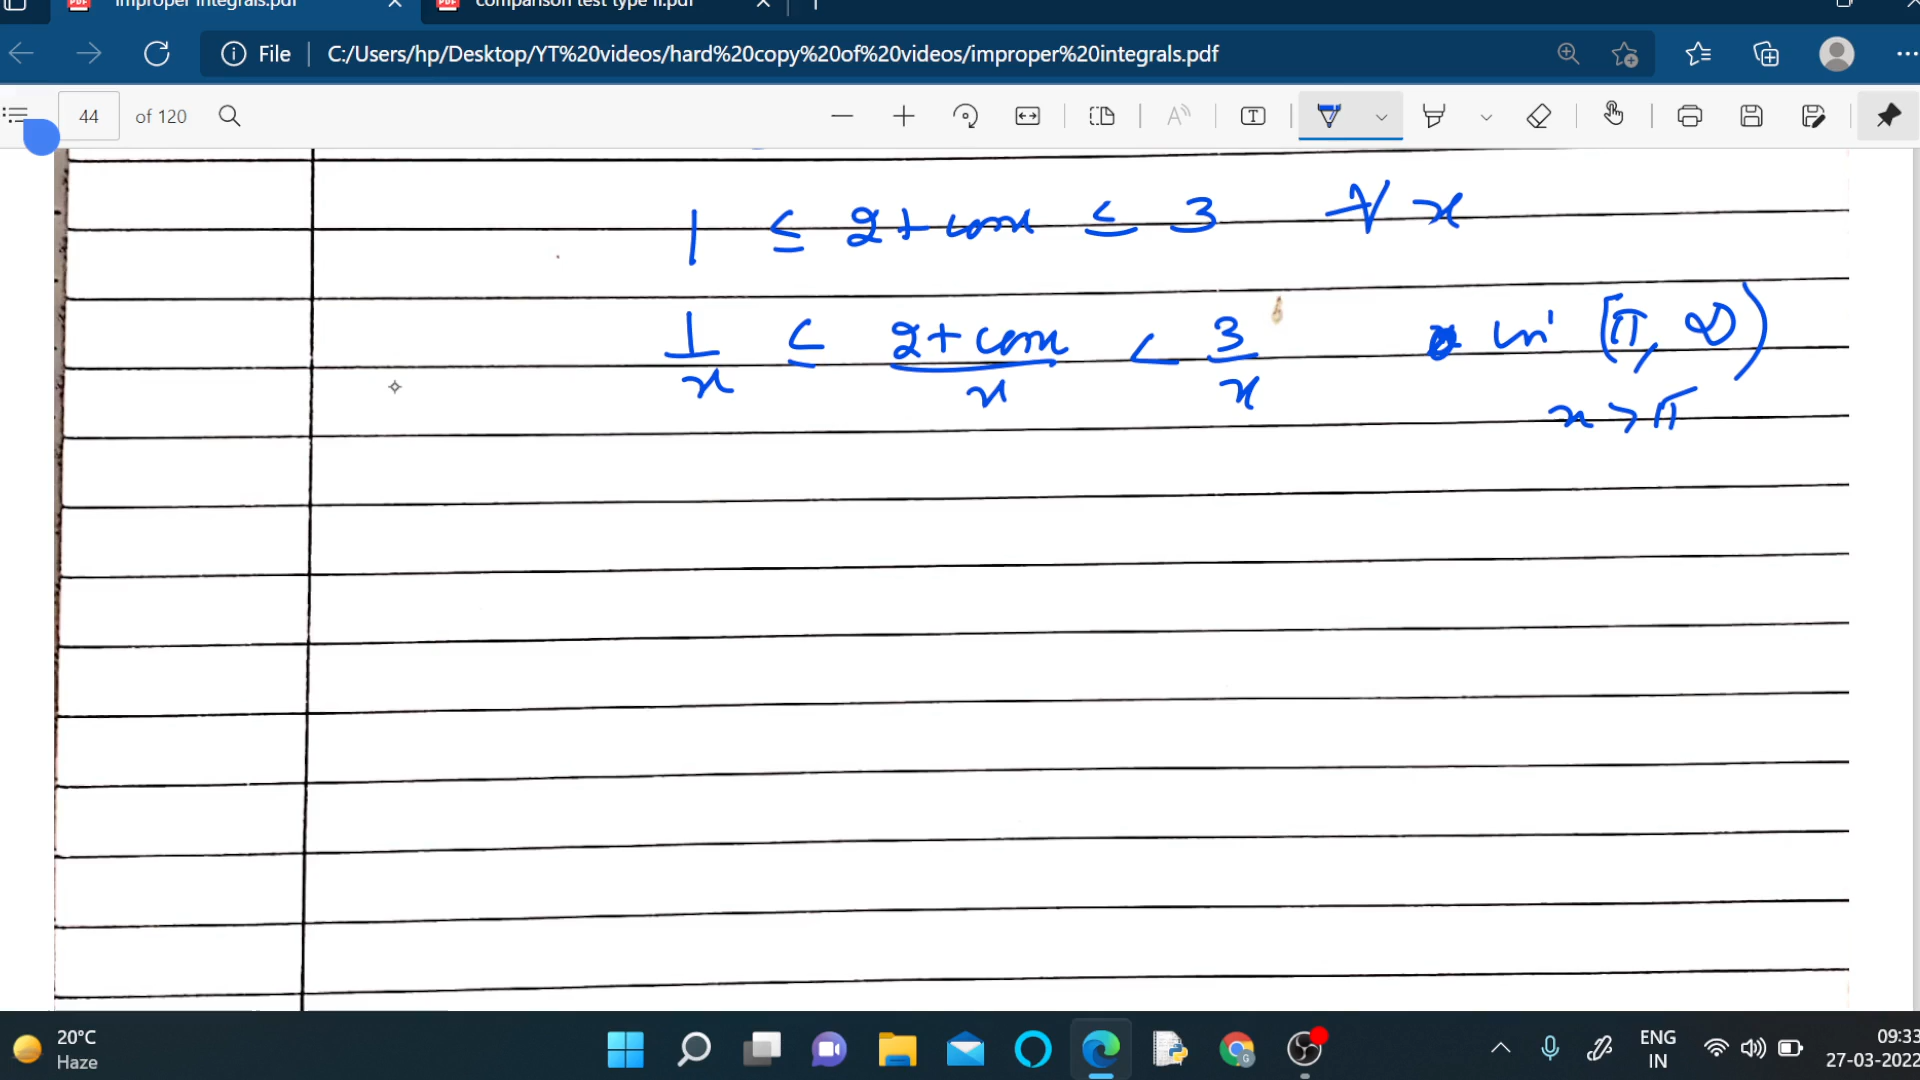 improper integrals.pdf
comparison test type II.pdf
File C:/Users/hp/Desktop/YT%20videos/hard%20copy%20of%20videos/improper%20integrals.pdf
44 of 120
1 ≤ 2+cosx ≤ 3 ∀ x
1/x ≤ 2+cosx/x < 3/x in [π, ∞)
x > π
20°C
Haze
ENG
IN
09:33
27-03-2022